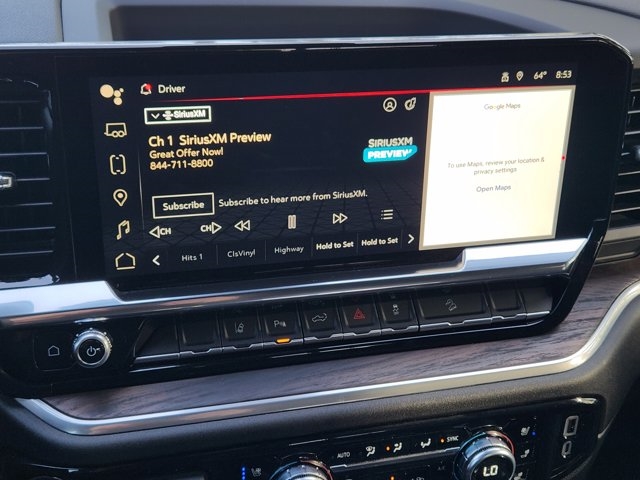 Driver
64° 8:53
SiriusXM
Ch 1 SiriusXM Preview
Great Offer Now!
844-711-8800
SIRIUSXM
PREVIEW
Subscribe
Subscribe to hear more from SiriusXM.
CH
CH
Hits 1
ClsVinyl
Highway
Hold to Set
Hold to Set
Google Maps
To use Maps, review your location &
privacy settings
Open Maps
AUTO
SYNC
LO